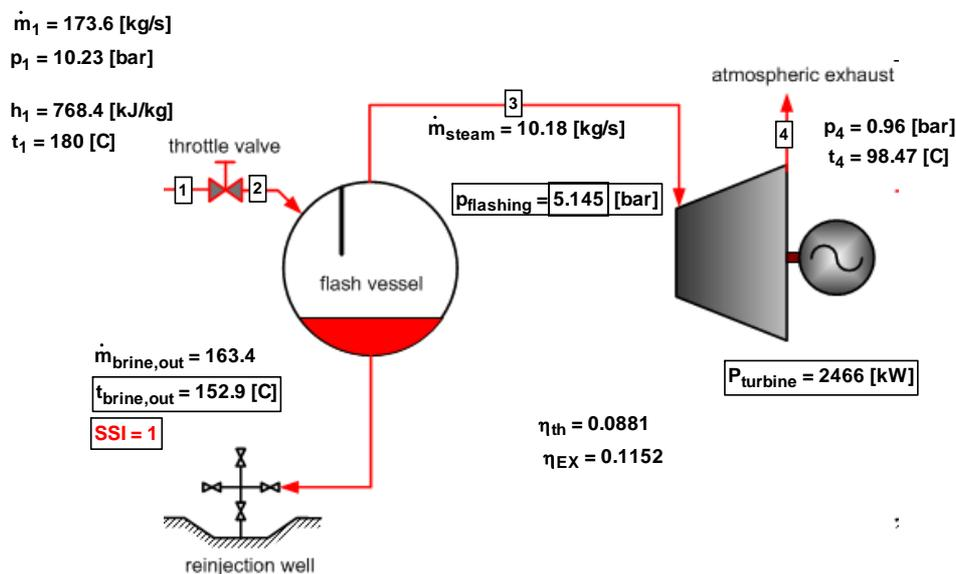 ṁ1 = 173.6 [kg/s]
p1 = 10.23 [bar]
h1 = 768.4 [kJ/kg]
t1 = 180 [C]
throttle valve
1
2
3
ṁsteam = 10.18 [kg/s]
atmospheric exhaust
4
p4 = 0.96 [bar]
t4 = 98.47 [C]
pflashing = 5.145 [bar]
flash vessel
ṁbrine,out = 163.4
tbrine,out = 152.9 [C]
SSI = 1
Pturbine = 2466 [kW]
ηth = 0.0881
ηEX = 0.1152
reinjection well